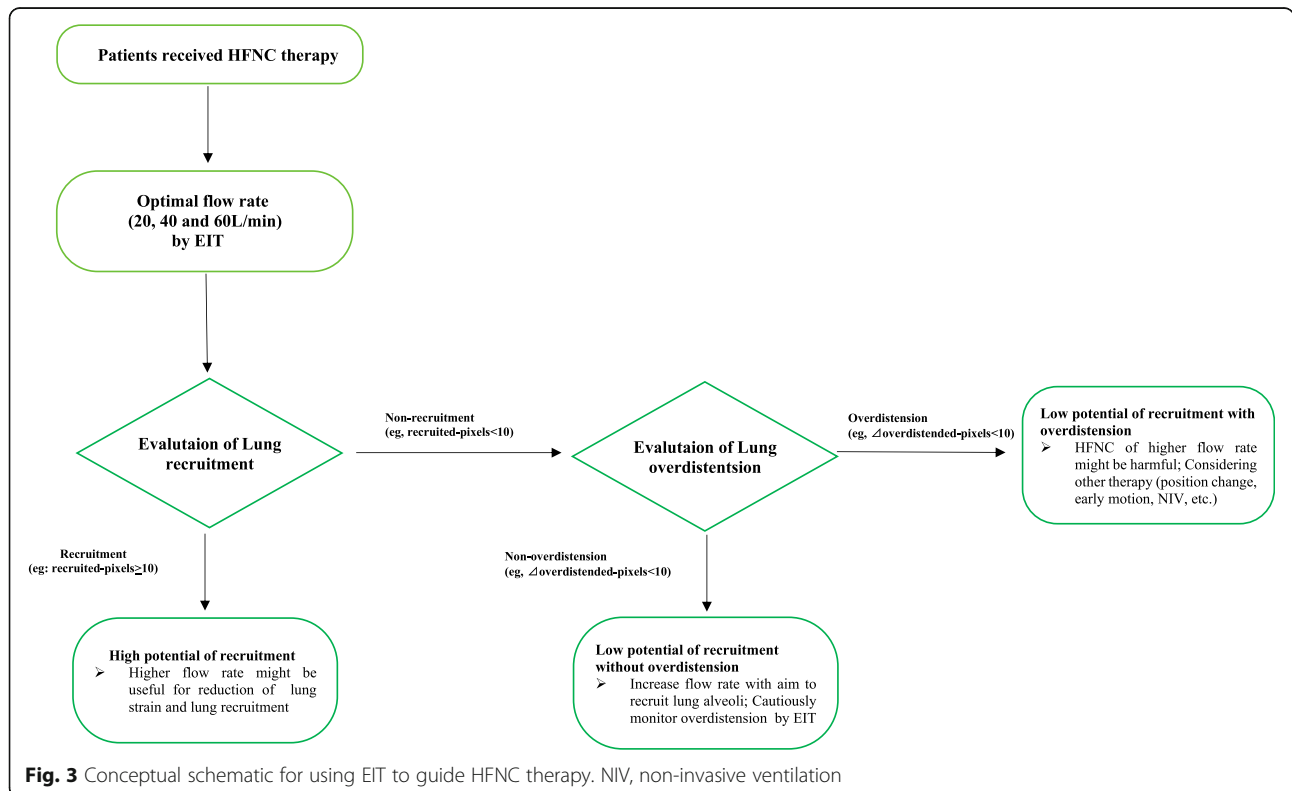 Patients received HFNC therapy
Optimal flow rate
(20, 40 and 60L/min)
by EIT
Evalutaion of Lung
recruitment
Non-recruitment
(eg, recruited-pixels<10)
Evalutaion of Lung
overdistentsion
Overdistension
(eg, ⊿overdistended-pixels<10)
Low potential of recruitment with
overdistension
➢ HFNC of higher flow rate
might be harmful; Considering
other therapy (position change,
early motion, NIV, etc.)
Recruitment
(eg: recruited-pixels≥10)
Non-overdistension
(eg, ⊿overdistended-pixels<10)
High potential of recruitment
➢ Higher flow rate might be
useful for reduction of lung
strain and lung recruitment
Low potential of recruitment
without overdistension
➢ Increase flow rate with aim to
recruit lung alveoli; Cautiously
monitor overdistension by EIT
Fig. 3 Conceptual schematic for using EIT to guide HFNC therapy. NIV, non-invasive ventilation